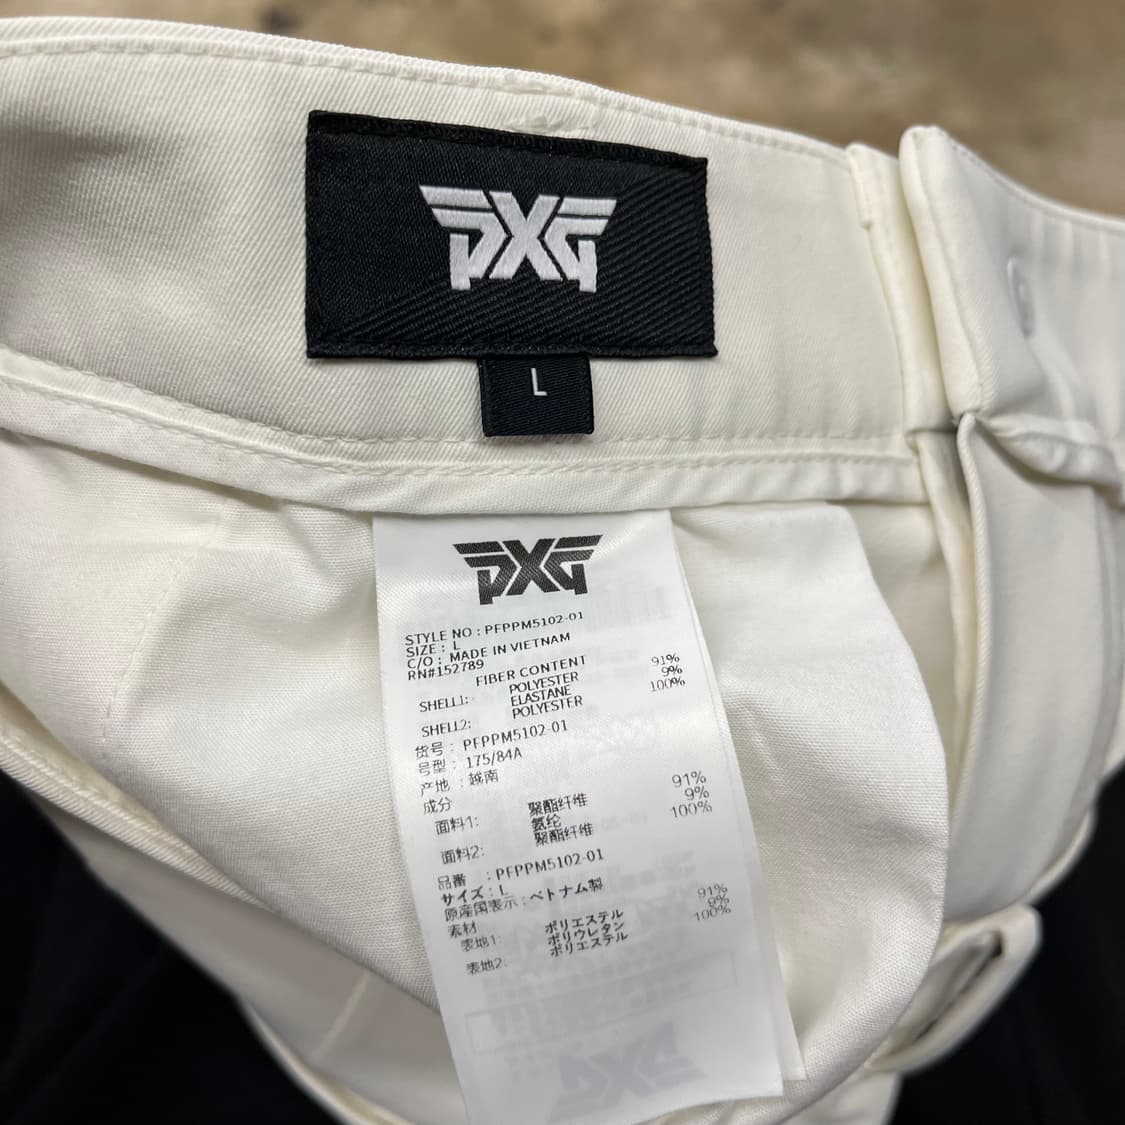 PXG
L
PXG
STYLE NO : PFPPM5102-01
SIZE : L
C/O : MADE IN VIETNAM
RN#152789
FIBER CONTENT
SHELL1: POLYESTER 91%
ELASTANE 9%
SHELL2: POLYESTER 100%
货号 : PFPPM5102-01
号型 : 175/84A
产地 : 越南
成分
面料1: 聚酯纤维 91%
氨纶 9%
面料2: 聚酯纤维 100%
品番 : PFPPM5102-01
サイズ : L
原産国表示 : ベトナム製
素材
表地1: ポリエステル 91%
ポリウレタン 9%
表地2: ポリエステル 100%